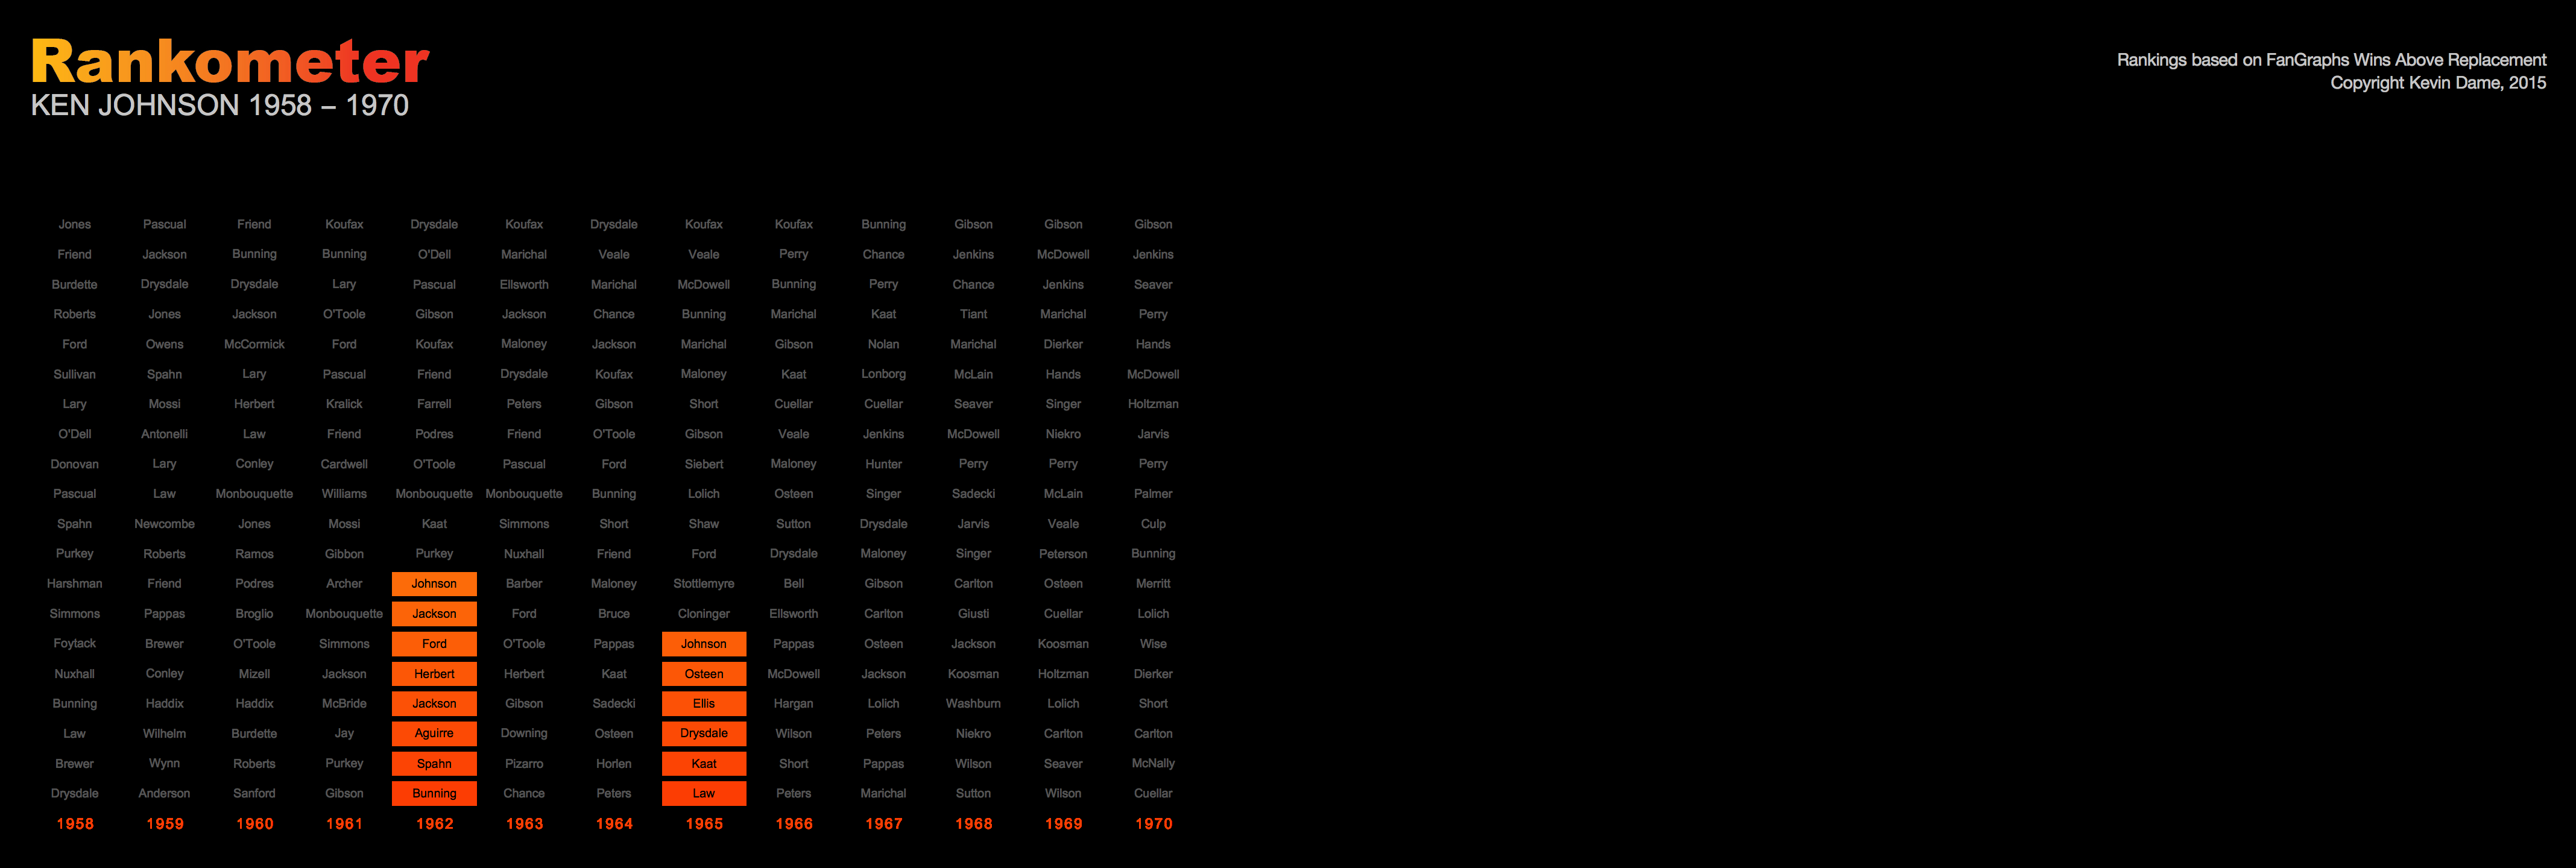 Rankometer
KEN JOHNSON 1958 – 1970
Rankings based on FanGraphs Wins Above Replacement
Copyright Kevin Dame, 2015
Jones Pascual Friend Koufax Drysdale Koufax Drysdale Koufax Koufax Bunning Gibson Gibson Gibson
Friend Jackson Bunning Bunning O'Dell Marichal Veale Veale Perry Chance Jenkins McDowell Jenkins
Burdette Drysdale Drysdale Lary Pascual Ellsworth Marichal McDowell Bunning Perry Chance Jenkins Seaver
Roberts Jones Jackson O'Toole Gibson Jackson Chance Bunning Marichal Kaat Tiant Marichal Perry
Ford Owens McCormick Ford Koufax Maloney Jackson Marichal Gibson Nolan Marichal Dierker Hands
Sullivan Spahn Lary Pascual Friend Drysdale Koufax Maloney Kaat Lonborg McLain Hands McDowell
Lary Mossi Herbert Kralick Farrell Peters Gibson Short Cuellar Cuellar Seaver Singer Holtzman
O'Dell Antonelli Law Friend Podres Friend O'Toole Gibson Veale Jenkins McDowell Niekro Jarvis
Donovan Lary Conley Cardwell O'Toole Pascual Ford Siebert Maloney Hunter Perry Perry Perry
Pascual Law Monbouquette Williams Monbouquette Monbouquette Bunning Lolich Osteen Singer Sadecki McLain Palmer
Spahn Newcombe Jones Mossi Kaat Simmons Short Shaw Sutton Drysdale Jarvis Veale Culp
Purkey Roberts Ramos Gibbon Purkey Nuxhall Friend Ford Drysdale Maloney Singer Peterson Bunning
Harshman Friend Podres Archer Johnson Barber Maloney Stottlemyre Bell Gibson Carlton Osteen Merritt
Simmons Pappas Broglio Monbouquette Jackson Ford Bruce Cloninger Ellsworth Carlton Giusti Cuellar Lolich
Foytack Brewer O'Toole Simmons Ford O'Toole Pappas Johnson Pappas Osteen Jackson Koosman Wise
Nuxhall Conley Mizell Jackson Herbert Herbert Kaat Osteen McDowell Jackson Koosman Holtzman Dierker
Bunning Haddix Haddix McBride Jackson Gibson Sadecki Ellis Hargan Lolich Washburn Lolich Short
Law Wilhelm Burdette Jay Aguirre Downing Osteen Drysdale Wilson Peters Niekro Carlton Carlton
Brewer Wynn Roberts Purkey Spahn Pizarro Horlen Kaat Short Pappas Wilson Seaver McNally
Drysdale Anderson Sanford Gibson Bunning Chance Peters Law Peters Marichal Sutton Wilson Cuellar
1958 1959 1960 1961 1962 1963 1964 1965 1966 1967 1968 1969 1970